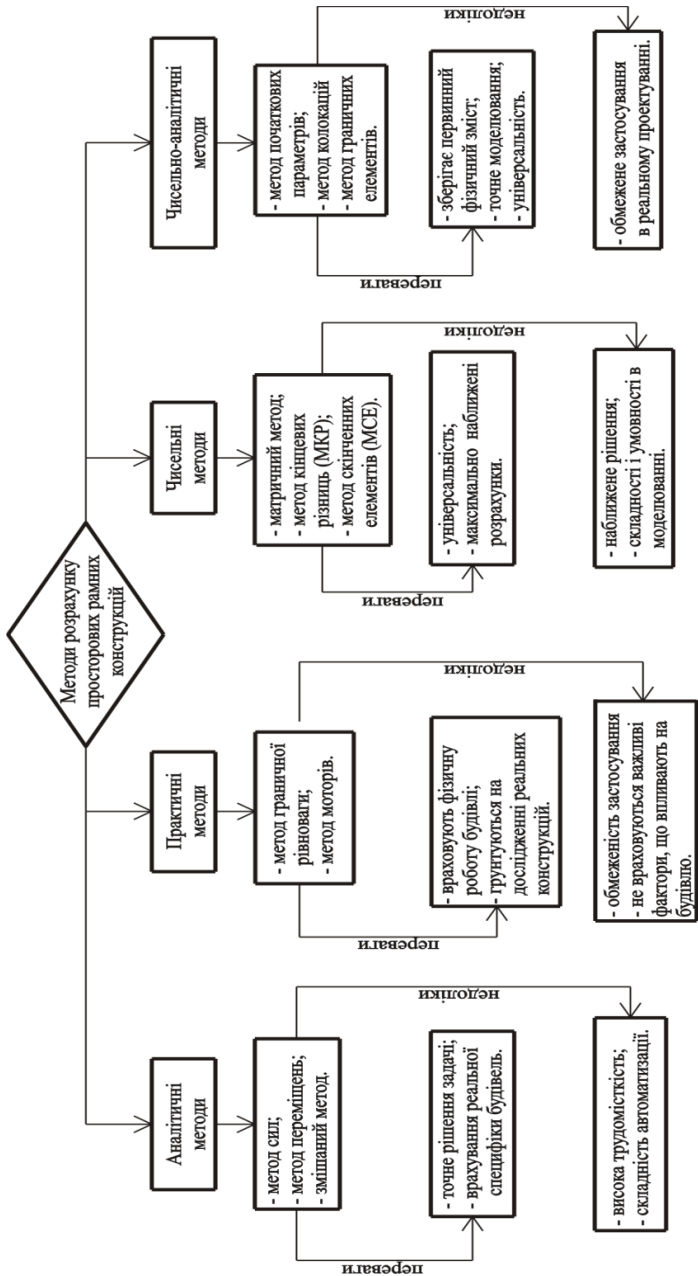 Методи розрахунку
просторових рамних
конструкцій
Аналітичні
методи
- метод сил;
- метод переміщень;
- змішаний метод.
переваги
недоліки
- точне рішення задачі;
- врахування реальної
специфіки будівель.
- висока трудомісткість;
- складність автоматизації.
Практичні
методи
- метод граничної
рівноваги;
- метод моторів.
переваги
недоліки
- враховують фізичну
роботу будівлі;
- грунтуються на
дослідженні реальних
конструкцій.
- обмеженість застосування
- не враховуються важливі
фактори, що впливають на
будівлю.
Чисельні
методи
- матричний метод;
- метод кінцевих
різниць (МКР);
- метод скінченних
елементів (МСЕ).
переваги
недоліки
- універсальність;
- максимально наближені
розрахунки.
- наближене рішення;
- складності і умовності в
моделюванні.
Чисельно-аналітичні
методи
- метод початкових
параметрів;
- метод колокацій
- метод граничних
елементів.
переваги
недоліки
- зберігає первинний
фізичний зміст;
- точне моделювання;
- універсальність.
- обмежене застосування
в реальному проектуванні.